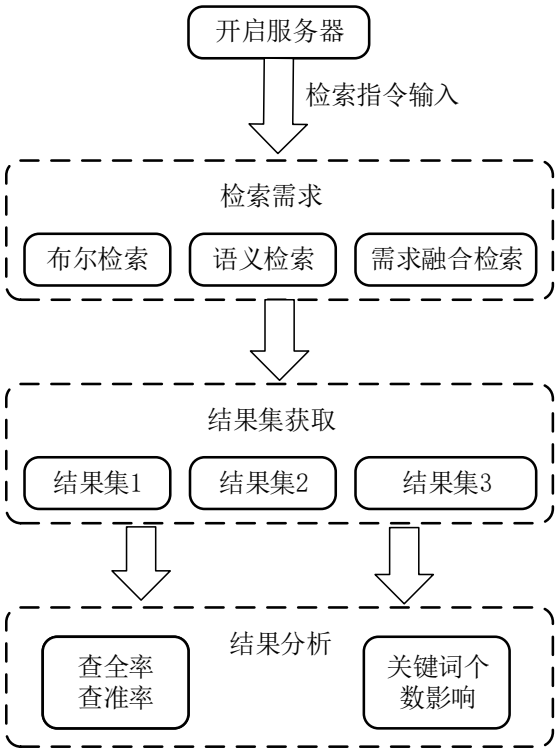 开启服务器
检索指令输入
检索需求
布尔检索
语义检索
需求融合检索
结果集获取
结果集1
结果集2
结果集3
结果分析
查全率
查准率
关键词个
数影响